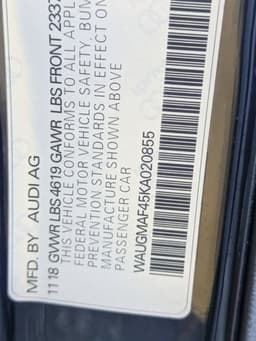 MFD. BY AUDI AG
11 18 GVWR LBS 4619 GAWR LBS FRONT 2337
THIS VEHICLE CONFORMS TO ALL APPL
FEDERAL MOTOR VEHICLE SAFETY, BUM
PREVENTION STANDARDS IN EFFECT ON
MANUFACTURE SHOWN ABOVE
PASSENGER CAR
WAUGMAF45KA020855